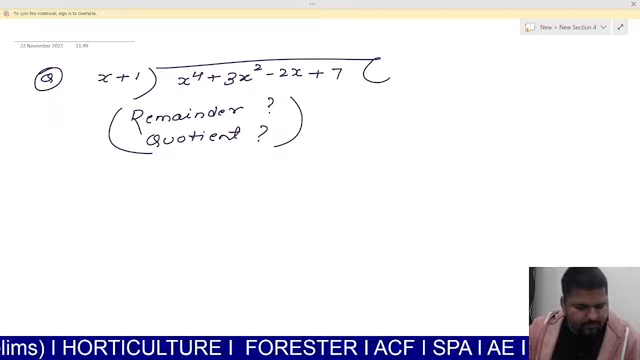 To sync this notebook, sign in to OneNote.
New > New Section 4
22 November 2021 11:49
Q x + 1 ) x⁴ + 3x² - 2x + 7 (
( Remainder ?
Quotient ? )
elims) I HORTICULTURE I FORESTER I ACF I SPA I AE I